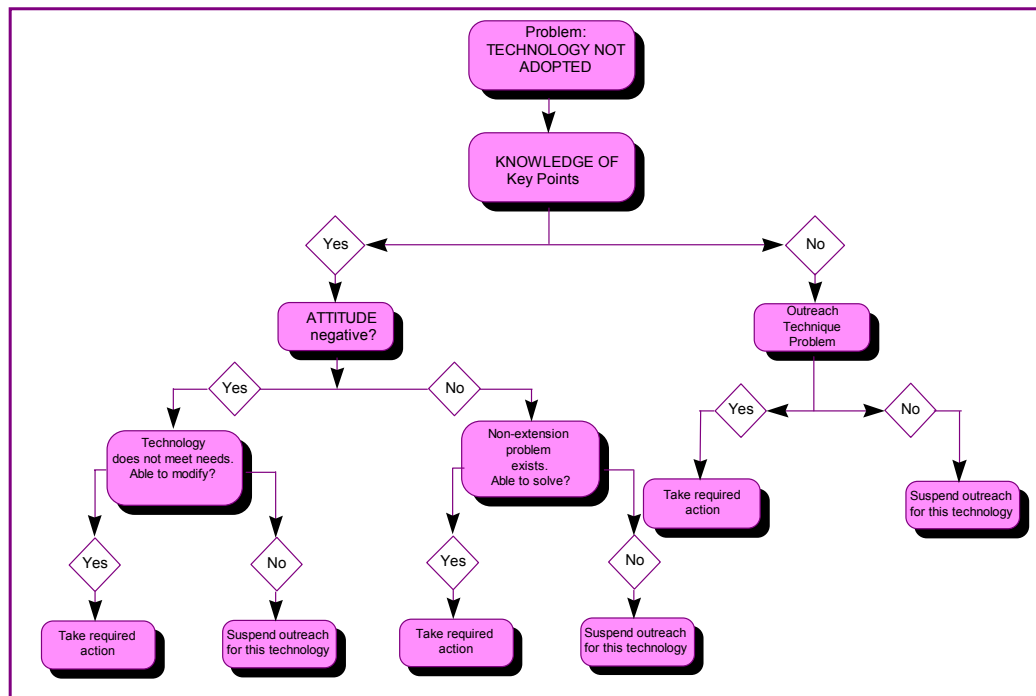 Problem:
TECHNOLOGY NOT
ADOPTED
KNOWLEDGE OF
Key Points
Yes
No
ATTITUDE
negative?
Outreach
Technique
Problem
Yes
No
Yes
No
Technology
does not meet needs.
Able to modify?
Non-extension
problem
exists.
Able to solve?
Take required
action
Suspend outreach
for this technology
Yes
No
Yes
No
Take required
action
Suspend outreach
for this technology
Take required
action
Suspend outreach
for this technology